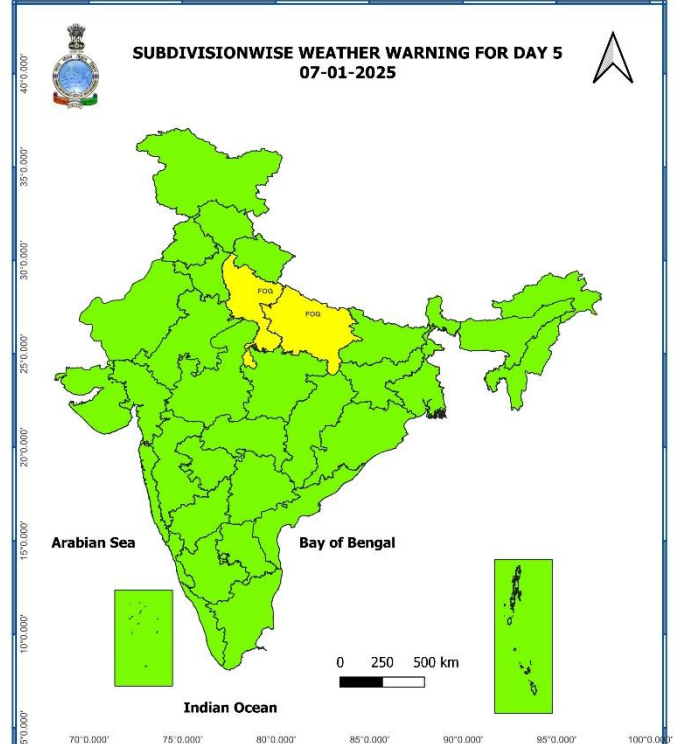 SUBDIVISIONWISE WEATHER WARNING FOR DAY 5
07-01-2025
40°0.000'
35°0.000'
30°0.000'
25°0.000'
20°0.000'
15°0.000'
10°0.000'
5°0.000'
FOG
FOG
Arabian Sea
Bay of Bengal
0 250 500 km
Indian Ocean
70°0.000' 75°0.000' 80°0.000' 85°0.000' 90°0.000' 95°0.000' 100°0.000'